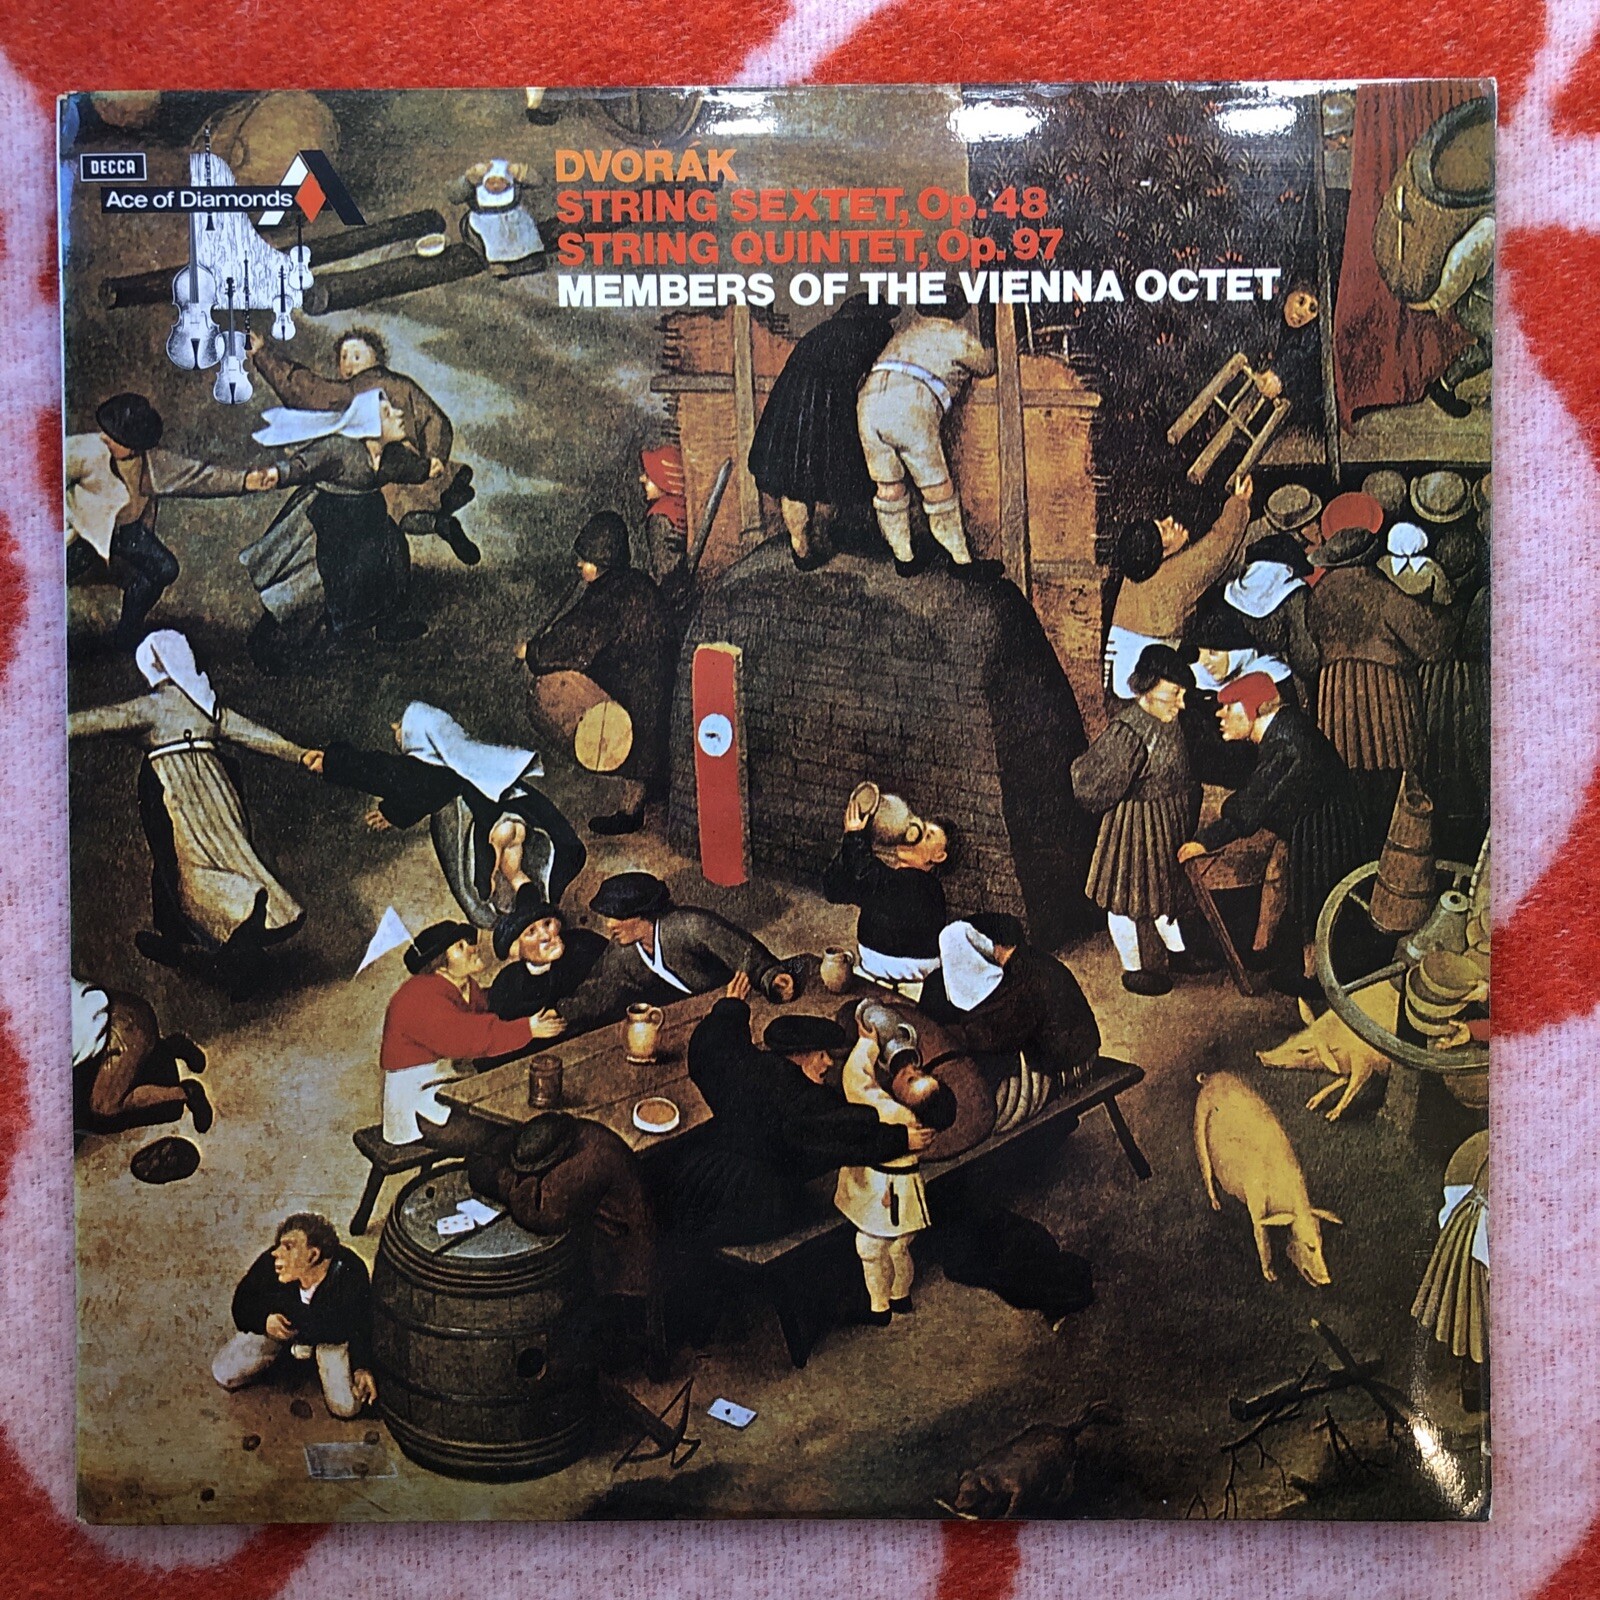 DECCA
Ace of Diamonds
DVOŘÁK
STRING SEXTET, Op. 48
STRING QUINTET, Op. 97
MEMBERS OF THE VIENNA OCTET